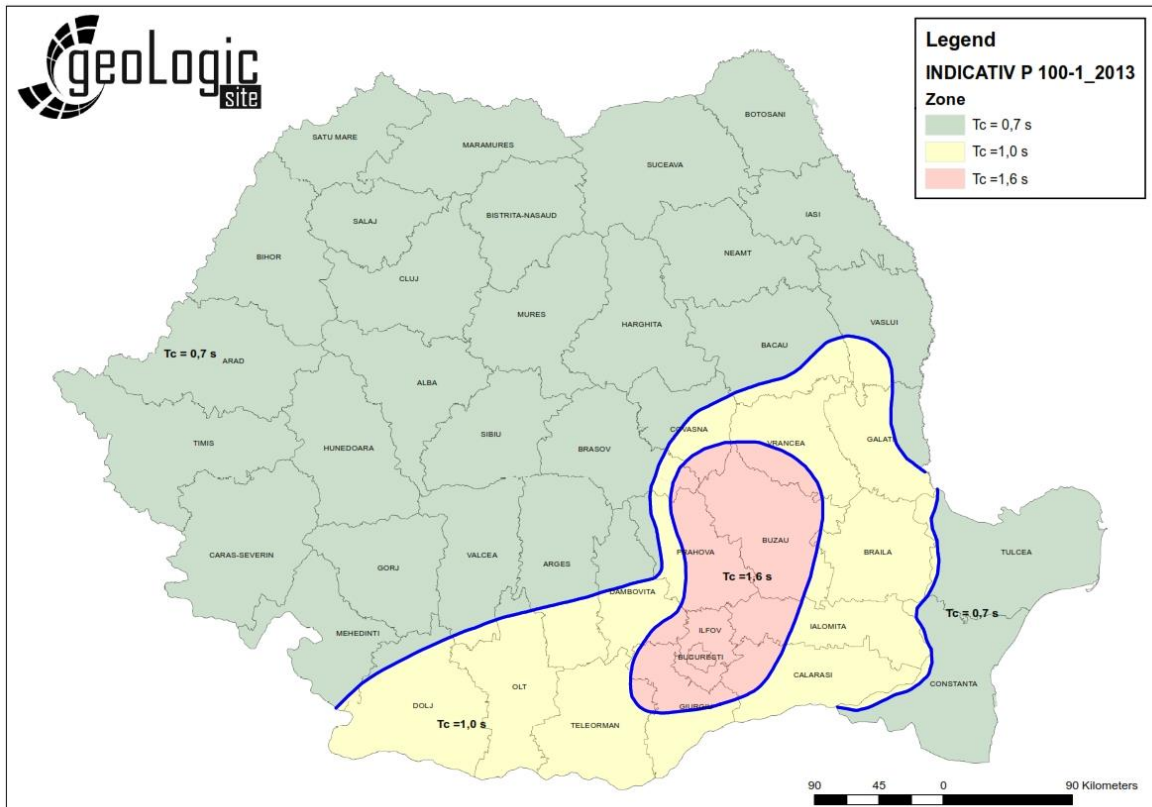 geoLogic
site
Legend
INDICATIV P 100-1_2013
Zone
Tc = 0,7 s
Tc =1,0 s
Tc =1,6 s
BOTOSANI
SATU MARE
MARAMURES
SUCEAVA
SALAJ
BISTRITA-NASAUD
IASI
NEAMT
BIHOR
CLUJ
MURES
HARGHITA
VASLUI
BACAU
Tc = 0,7 s
ARAD
ALBA
COVASNA
VRANCEA
GALATI
TIMIS
HUNEDOARA
SIBIU
BRASOV
CARAS-SEVERIN
GORJ
VALCEA
ARGES
PRAHOVA
BUZAU
BRAILA
TULCEA
Tc =1,6 s
DAMBOVITA
Tc = 0,7 s
MEHEDINTI
ILFOV
IALOMITA
BUCURESTI
CALARASI
CONSTANTA
OLT
DOLJ
GIURGIU
Tc =1,0 s
TELEORMAN
90 45 0 90 Kilometers